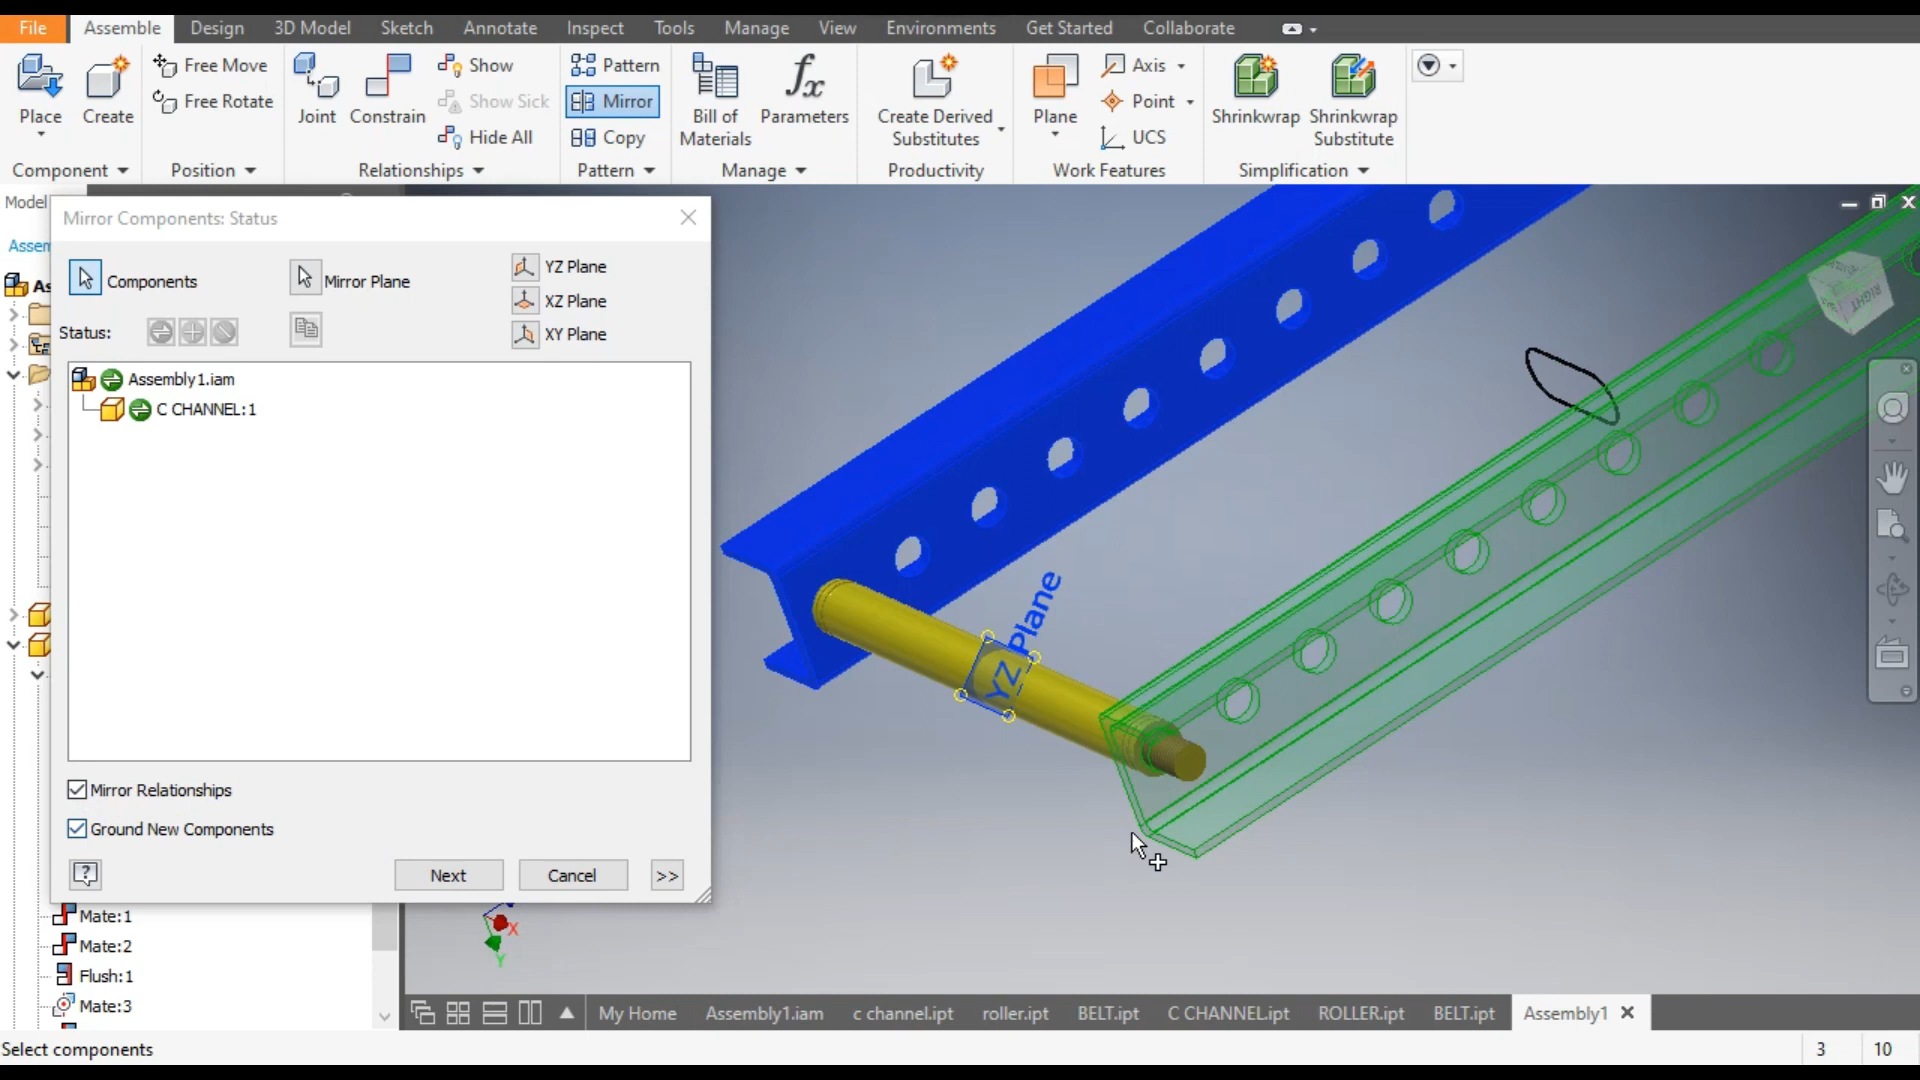 File Assemble Design 3D Model Sketch Annotate Inspect Tools Manage View Environments Get Started Collaborate
Place
Create
Free Move
Free Rotate
Joint
Constrain
Show
Show Sick
Hide All
Pattern
Mirror
Copy
Bill of
Materials
Parameters
Create Derived
Substitutes
Plane
Axis
Point
UCS
Shrinkwrap
Shrinkwrap
Substitute
Component Position Relationships Pattern Manage Productivity Work Features Simplification
Model
Assem
As
Mirror Components: Status
Components
Mirror Plane
YZ Plane
XZ Plane
XY Plane
Status:
Assembly1.iam
C CHANNEL:1
Mirror Relationships
Ground New Components
Next Cancel >>
Mate:1
Mate:2
Flush:1
Mate:3
YZ Plane
RIGHT
X
Y
My Home Assembly1.iam c channel.ipt roller.ipt BELT.ipt C CHANNEL.ipt ROLLER.ipt BELT.ipt Assembly1
Select components
3 10